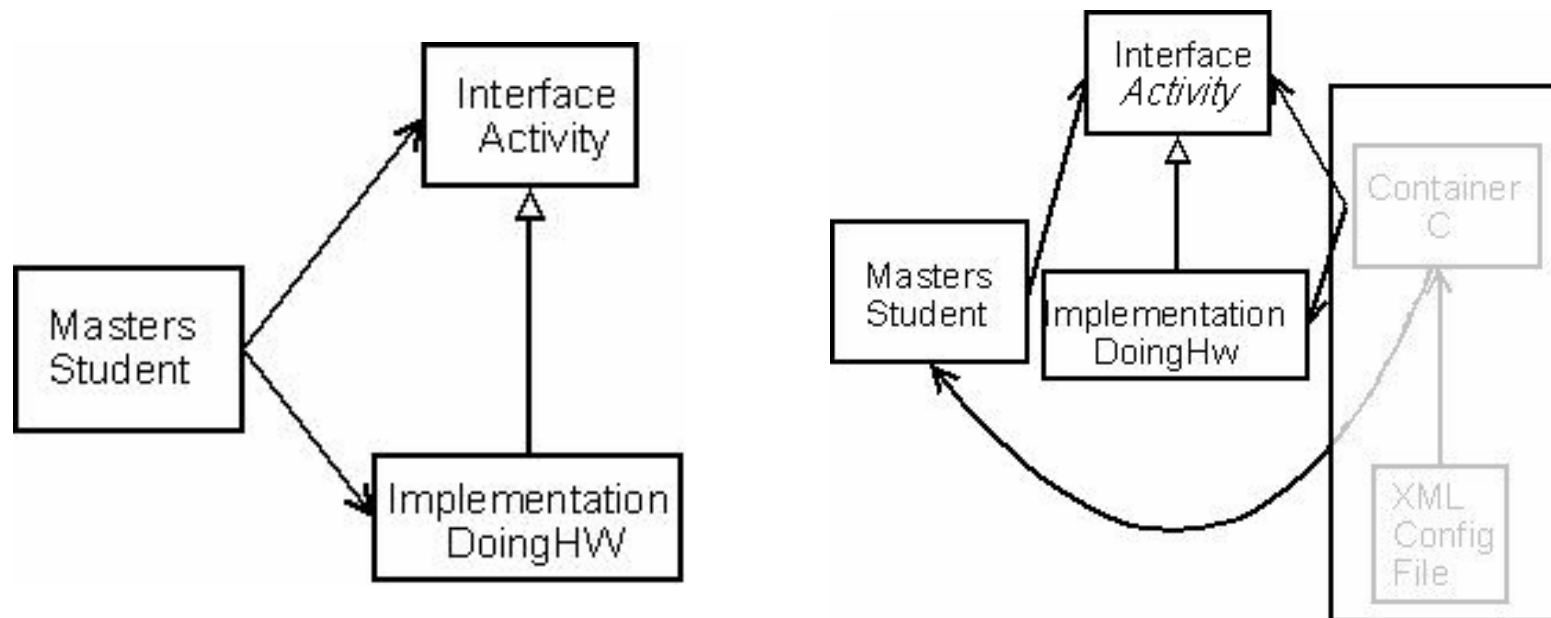 Interface
Activity
Masters
Student
Implementation
DoingHW
Interface
Activity
Container
C
Masters
Student
Implementation
DoingHw
XML
Config
File